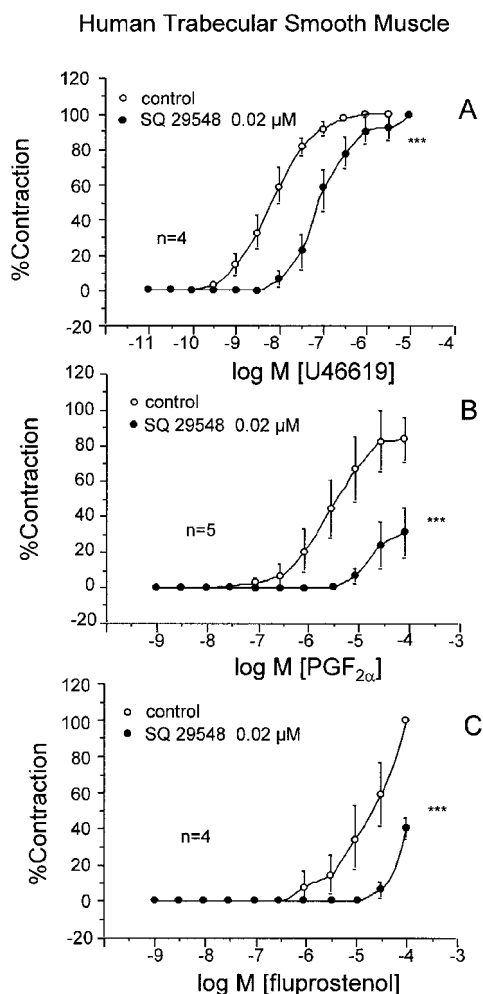 Human Trabecular Smooth Muscle
120
100
80
60
40
20
0
-20
%Contraction
control
SQ 29548 0.02 µM
A
***
n=4
-11 -10 -9 -8 -7 -6 -5 -4
log M [U46619]
100
80
60
40
20
0
-20
%Contraction
control
SQ 29548 0.02 µM
B
***
n=5
-9 -8 -7 -6 -5 -4 -3
log M [PGF2α]
120
100
80
60
40
20
0
-20
%Contraction
control
SQ 29548 0.02 µM
C
***
n=4
-9 -8 -7 -6 -5 -4 -3
log M [fluprostenol]